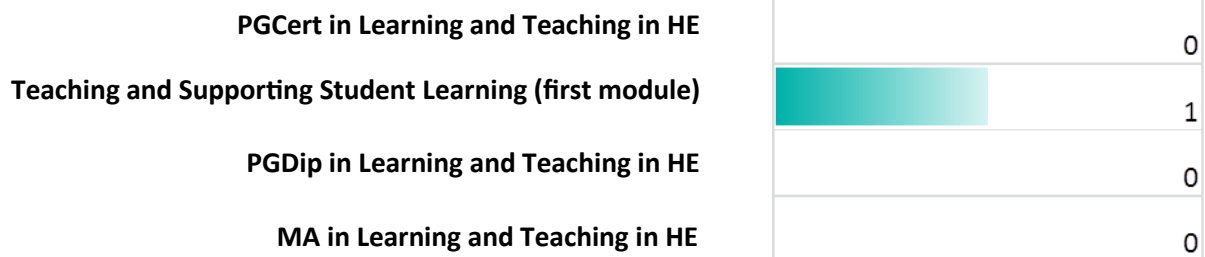 PGCert in Learning and Teaching in HE 0
Teaching and Supporting Student Learning (first module) 1
PGDip in Learning and Teaching in HE 0
MA in Learning and Teaching in HE 0